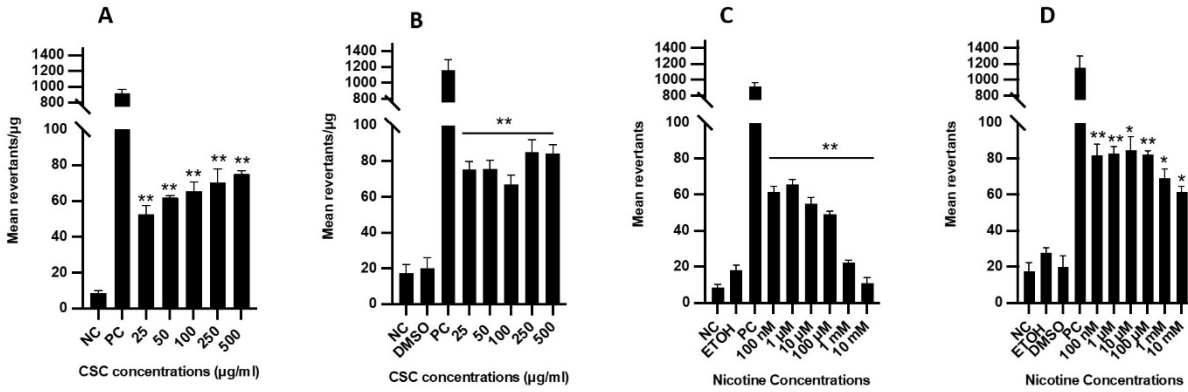 A
Mean revertants/µg
1400
1200
1000
800
100
80
60
40
20
0
** ** ** ** **
NC PC 25 50 100 250 500
CSC concentrations (µg/ml)
B
Mean revertants/µg
1400
1200
1000
800
100
80
60
40
20
0
**
NC DMSO PC 25 50 100 250 500
CSC concentrations (µg/ml)
C
Mean revertants
1400
1200
1000
800
100
80
60
40
20
0
**
NC ETOH PC 100 nM 1 µM 10 µM 100 µM 1 mM 10 mM
Nicotine Concentrations
D
Mean revertants
1400
1200
1000
800
100
80
60
40
20
0
** ** * ** * *
NC ETOH DMSO PC 100 nM 1 µM 10 µM 100 µM 1 mM 10 mM
Nicotine Concentrations